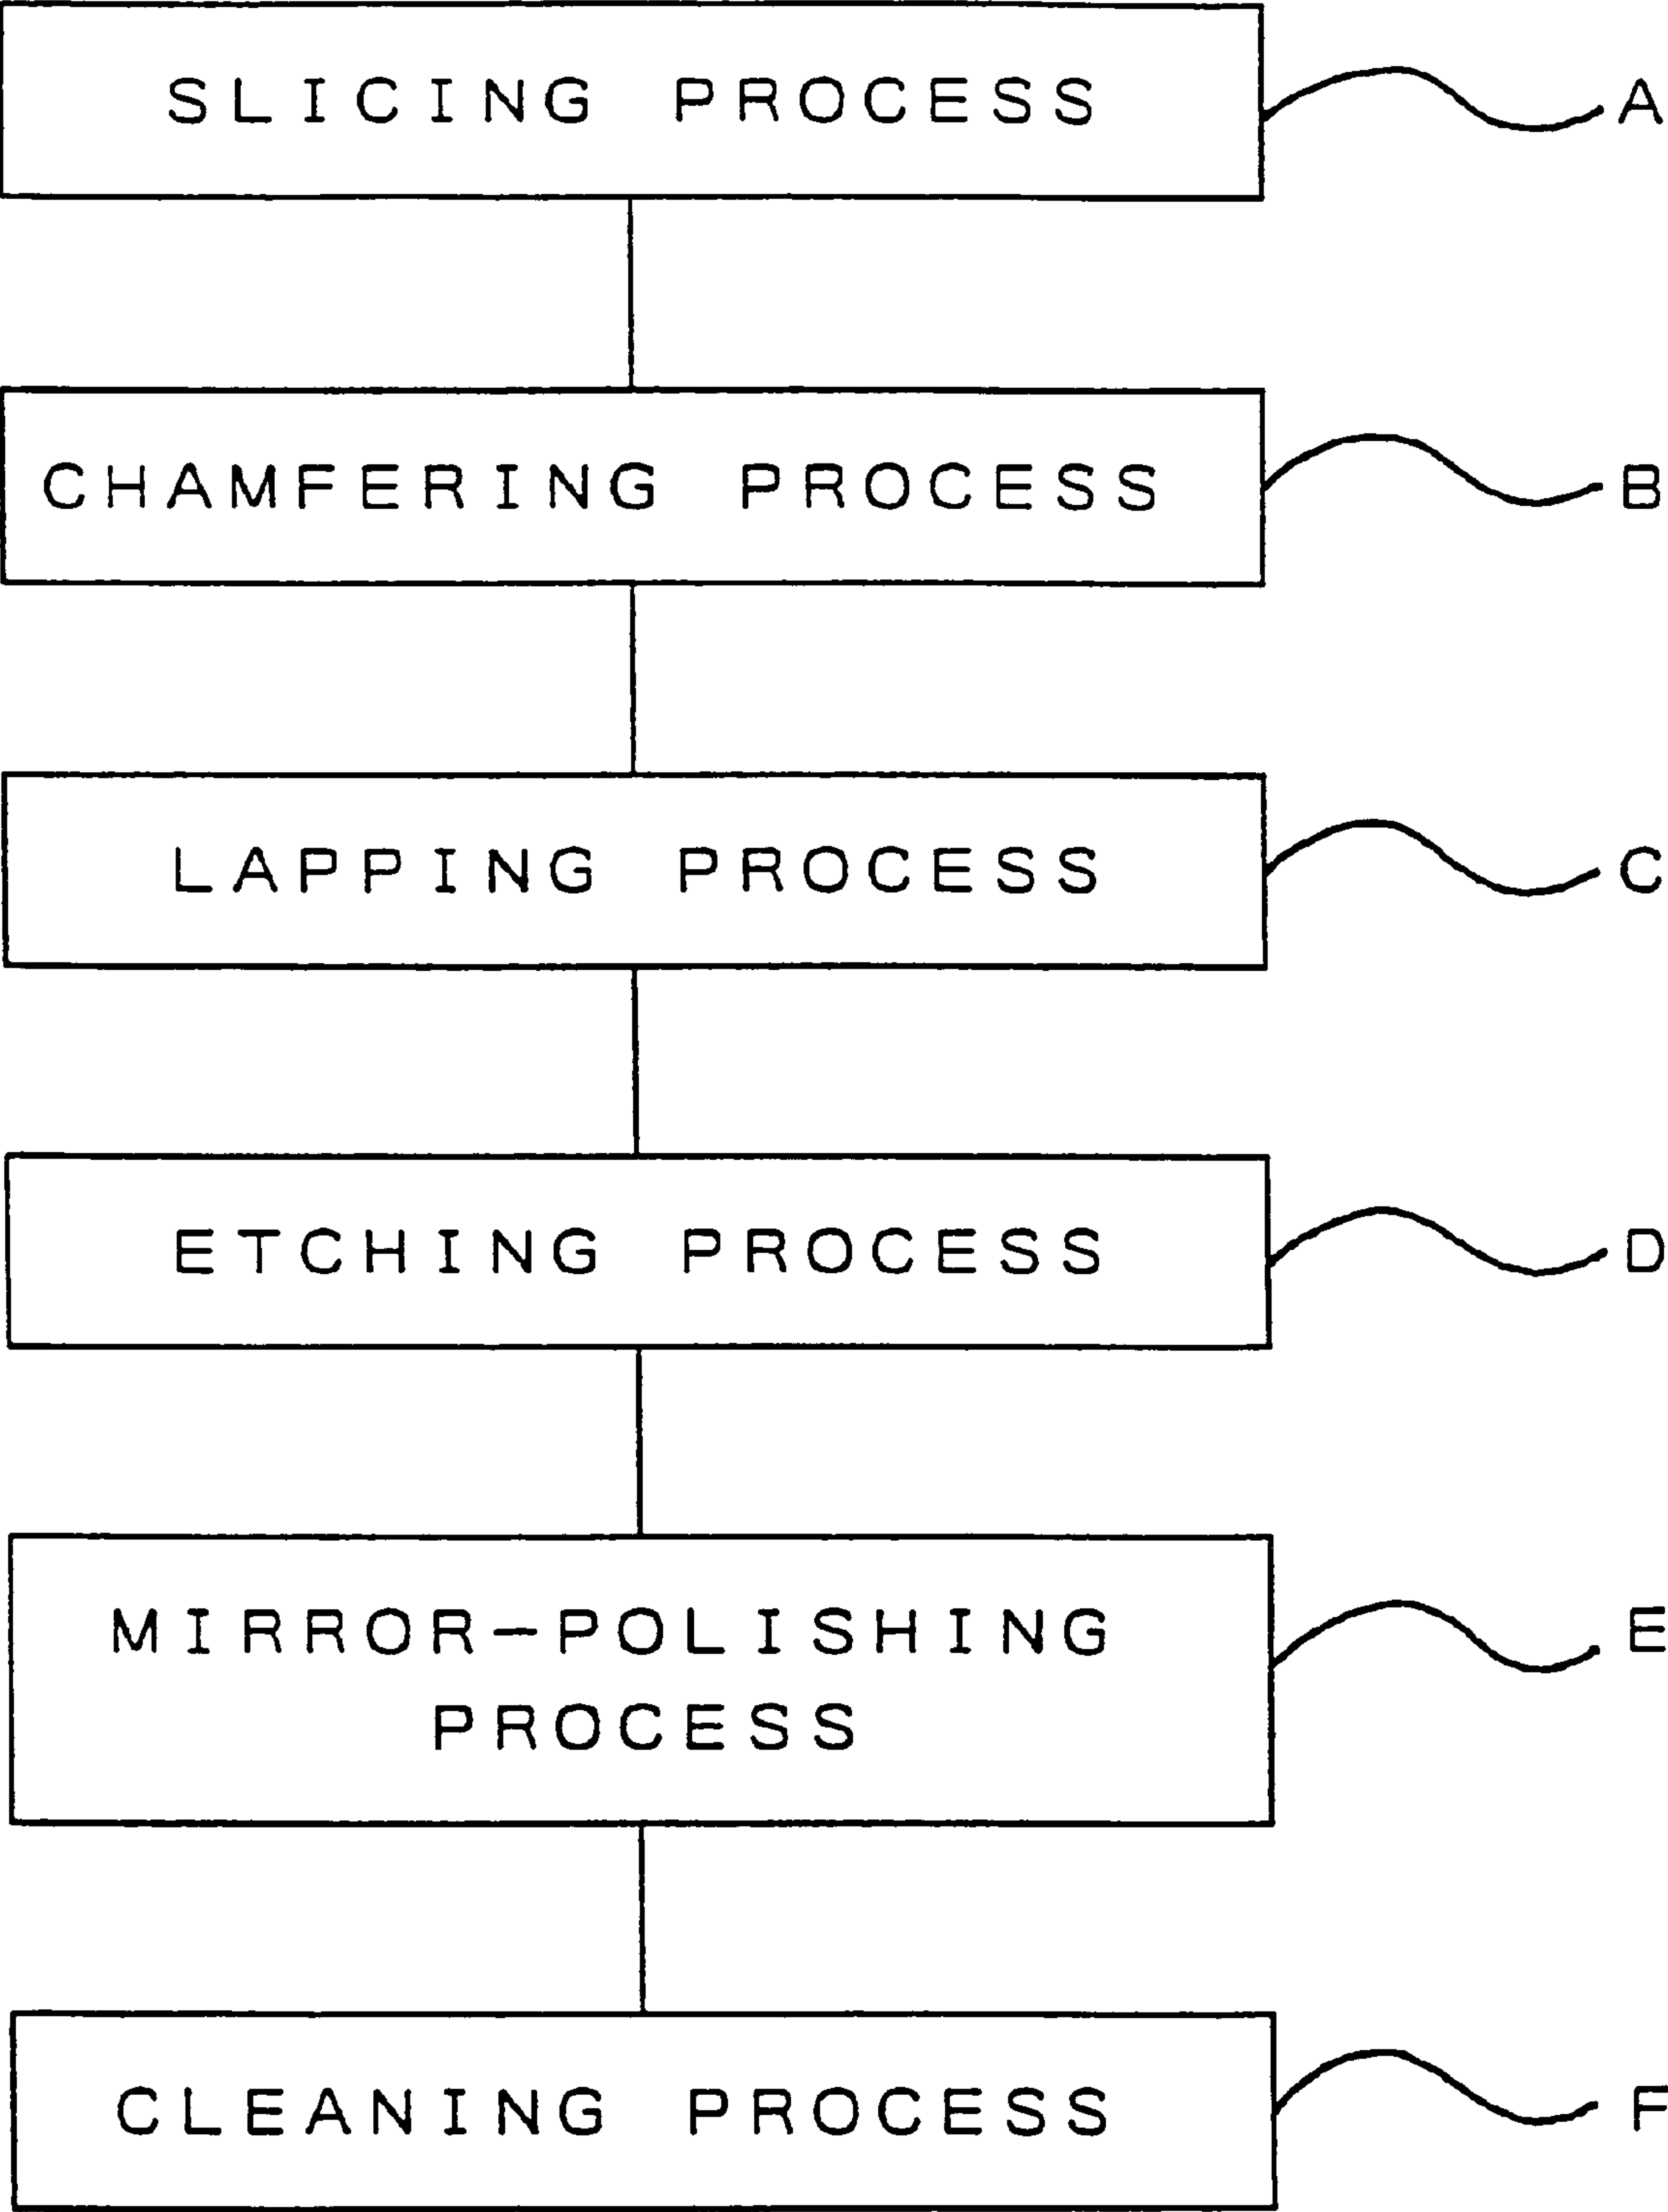 SLICING PROCESS A
CHAMFERING PROCESS B
LAPPING PROCESS C
ETCHING PROCESS D
MIRROR-POLISHING E
PROCESS
CLEANING PROCESS F